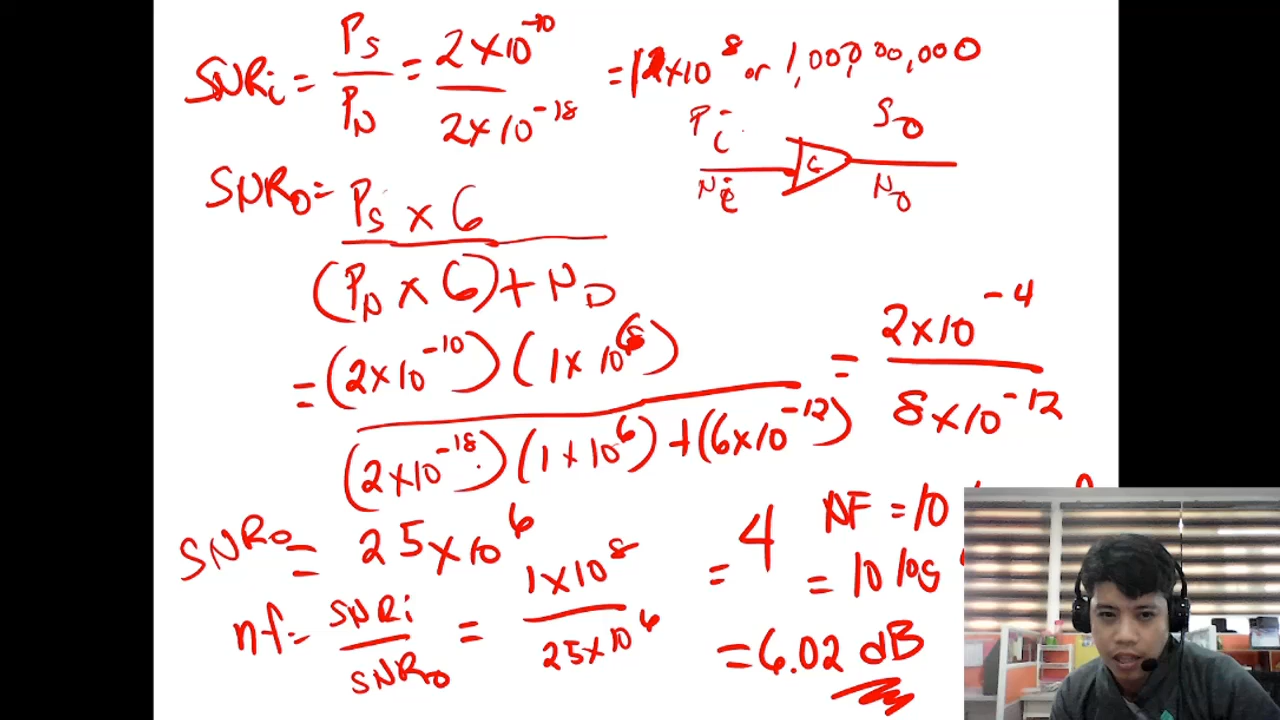 SNRi = Ps / PN = 2 × 10^-10 / 2 × 10^-18 = 1 × 10^8 or 1,00,000,000
Pi So
G
Ni No
SNRo = Ps × G / (PN × G) + ND
= (2×10^-10) (1×10^6) / (2×10^-18) (1×10^6) + (6×10^-12) = 2×10^-4 / 8×10^-12
SNRo = 25×10^6
nf = SNRi / SNRo = 1×10^8 / 25×10^6 = 4
NF = 10
= 10 log
= 6.02 dB